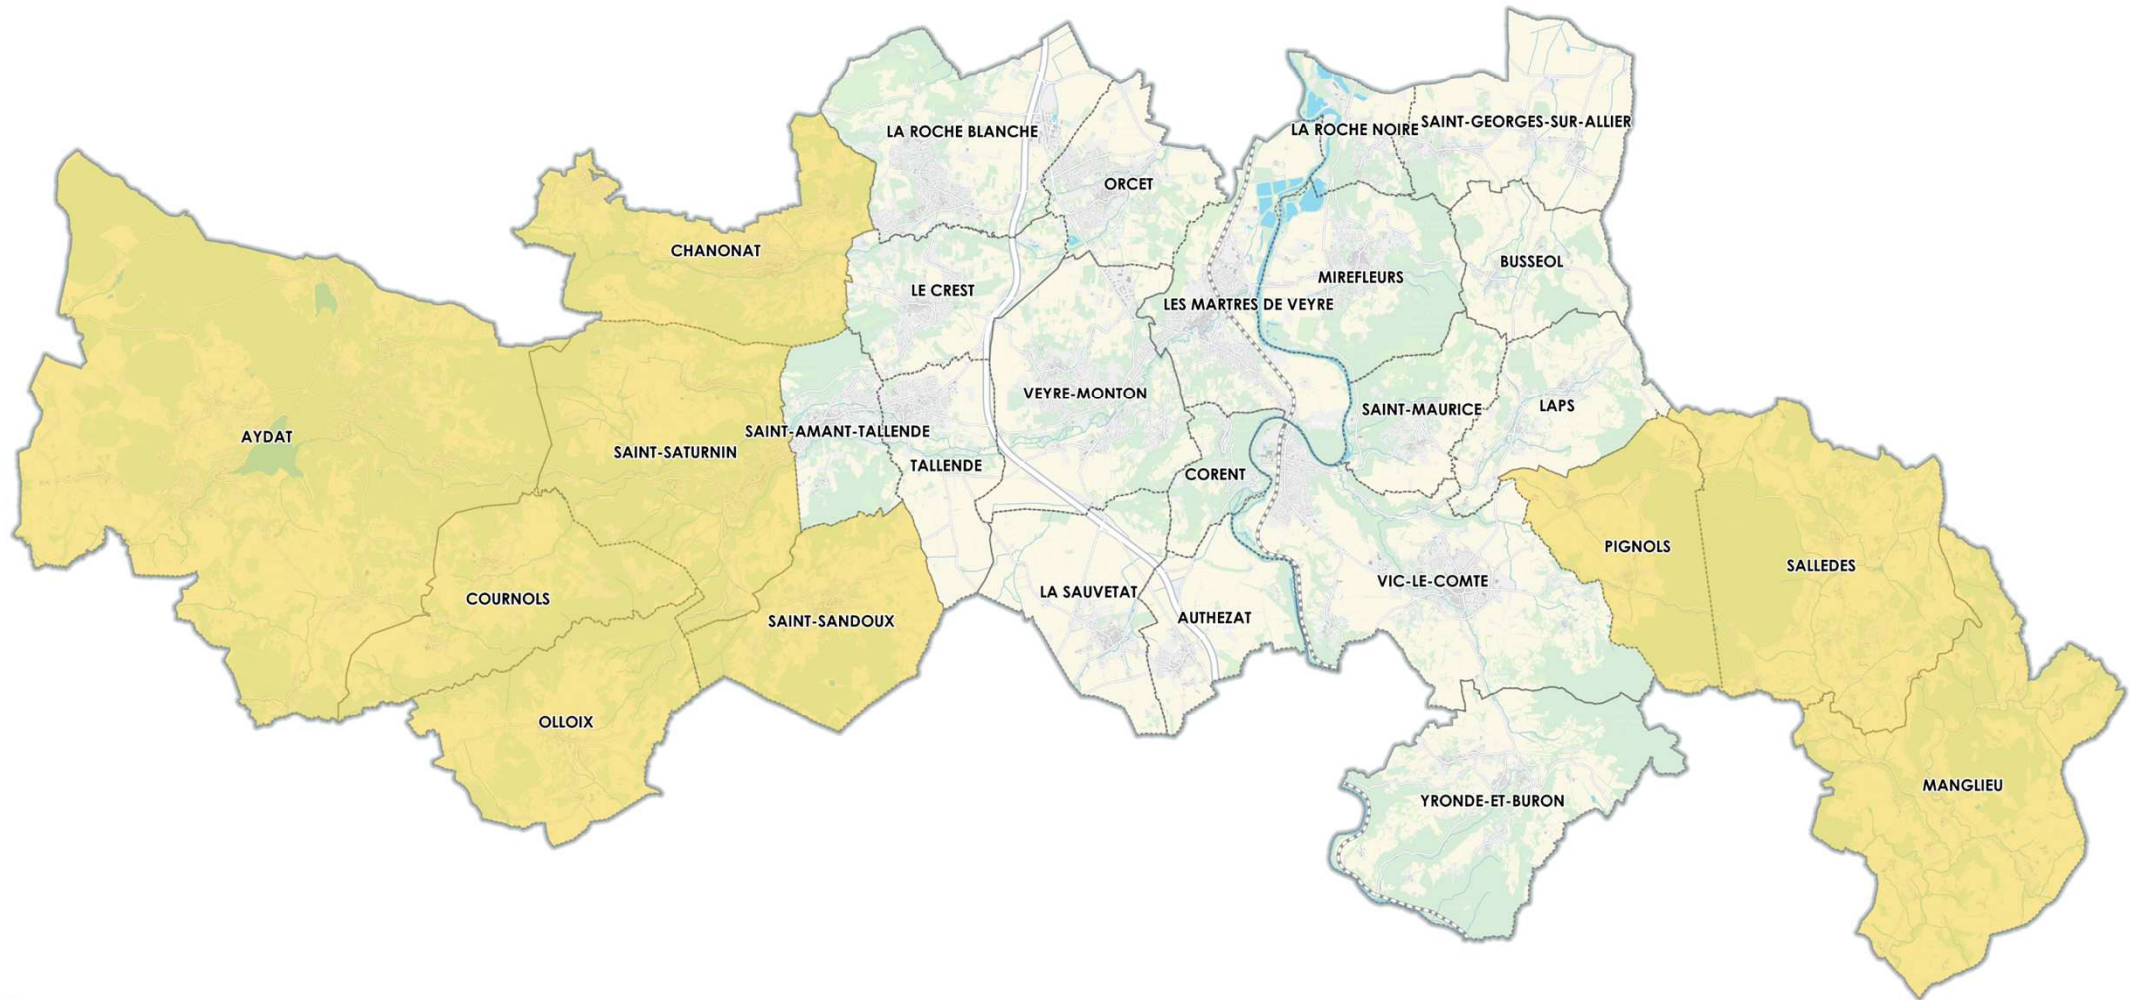 LA ROCHE BLANCHE
LA ROCHE NOIRE
SAINT-GEORGES-SUR-ALLIER
ORCET
CHANONAT
BUSSEOL
MIREFLEURS
LE CREST
LES MARTRES DE VEYRE
VEYRE-MONTON
LAPS
SAINT-MAURICE
AYDAT
SAINT-AMANT-TALLENDE
SAINT-SATURNIN
TALLENDE
CORENT
PIGNOLS
SALLEDES
VIC-LE-COMTE
LA SAUVETAT
COURNOLS
AUTHEZAT
SAINT-SANDOUX
OLLOIX
MANGLIEU
YRONDE-ET-BURON